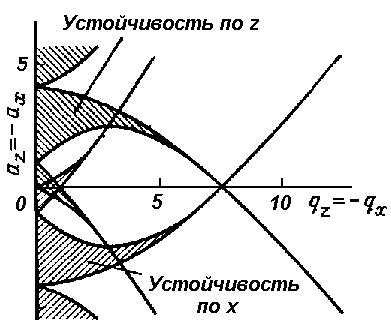 Устойчивость по z
5
a_z=-a_x
0
5
10
q_z=-q_x
Устойчивость
по x